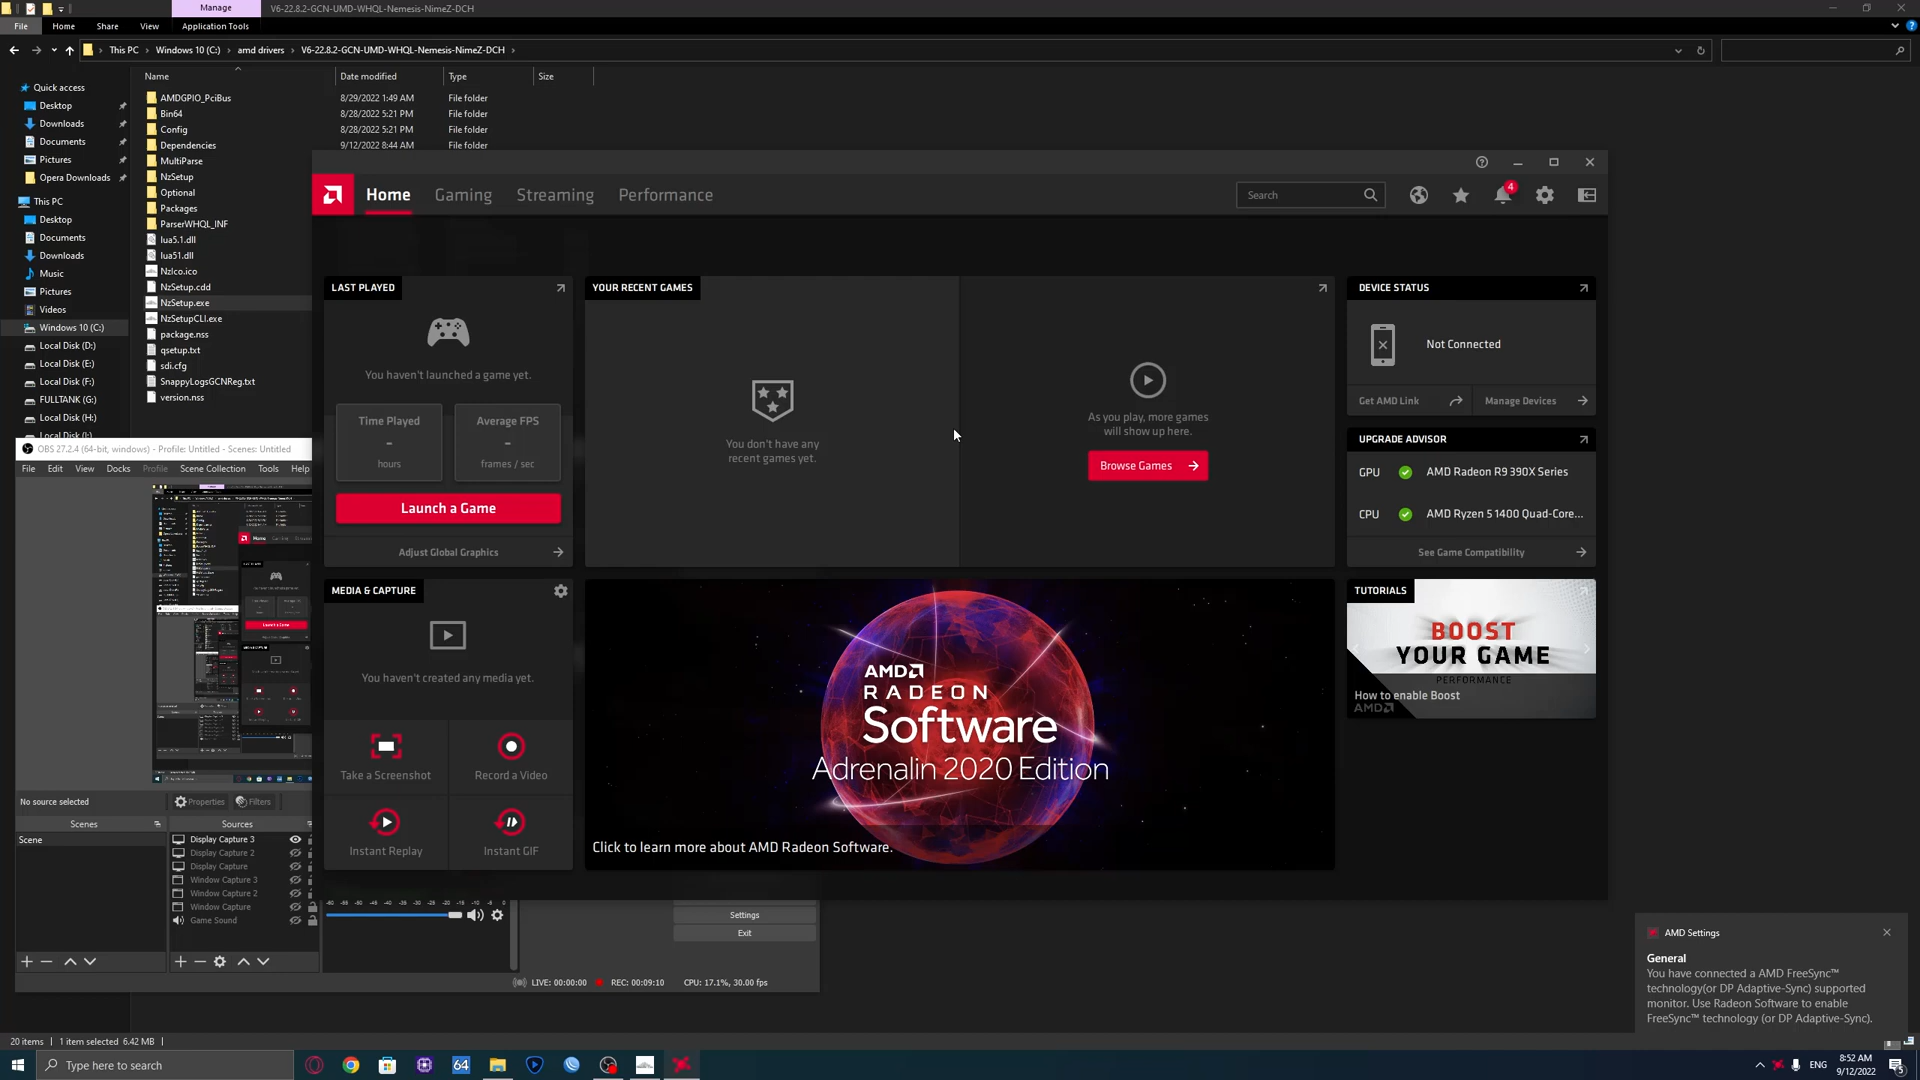 Manage
V6-22.8.2-GCN-UMD-WHQL-Nemesis-NimeZ-DCH
File
Home
Share
View
Application Tools
This PC
Windows 10 (C:)
amd drivers
V6-22.8.2-GCN-UMD-WHQL-Nemesis-NimeZ-DCH
Name
Date modified
Type
Size
Quick access
Desktop
Downloads
Documents
Pictures
Opera Downloads
This PC
Desktop
Documents
Downloads
Music
Pictures
Videos
Windows 10 (C:)
Local Disk (D:)
Local Disk (E:)
Local Disk (F:)
FULLTANK (G:)
Local Disk (H:)
Local Disk (I:)
AMDGPIO_PciBus 8/29/2022 1:49 AM File folder
Bin64 8/28/2022 5:21 PM File folder
Config 8/28/2022 5:21 PM File folder
Dependencies 9/12/2022 8:44 AM File folder
MultiParse
NzSetup
Optional
Packages
ParserWHQL_INF
lua5.1.dll
lua51.dll
NzIco.ico
NzSetup.cdd
NzSetup.exe
NzSetupCLI.exe
package.nss
qsetup.txt
sdi.cfg
SnappyLogsGCNReg.txt
version.nss
Home
Gaming
Streaming
Performance
Search
4
LAST PLAYED
You haven't launched a game yet.
Time Played
-
hours
Average FPS
-
frames / sec
Launch a Game
Adjust Global Graphics
YOUR RECENT GAMES
You don't have any
recent games yet.
As you play, more games
will show up here.
Browse Games
DEVICE STATUS
Not Connected
Get AMD Link
Manage Devices
UPGRADE ADVISOR
GPU AMD Radeon R9 390X Series
CPU AMD Ryzen 5 1400 Quad-Core...
See Game Compatibility
MEDIA & CAPTURE
You haven't created any media yet.
Take a Screenshot
Record a Video
Instant Replay
Instant GIF
AMD
RADEON
Software
Adrenalin 2020 Edition
Click to learn more about AMD Radeon Software.
TUTORIALS
BOOST
YOUR GAME
PERFORMANCE
How to enable Boost
AMD
OBS 27.2.4 (64-bit, windows) - Profile: Untitled - Scenes: Untitled
File Edit View Docks Profile Scene Collection Tools Help
No source selected
Properties
Filters
Scenes
Sources
Scene
Display Capture 3
Display Capture 2
Display Capture
Window Capture 3
Window Capture 2
Window Capture
Game Sound
-60 -55 -50 -45 -40 -35 -30 -25 -20 -15 -10 -5 0
Settings
Exit
LIVE: 00:00:00
REC: 00:09:10
CPU: 17.1%, 30.00 fps
AMD Settings
General
You have connected a AMD FreeSync™
technology(or DP Adaptive-Sync) supported
monitor. Use Radeon Software to enable
FreeSync™ technology (or DP Adaptive-Sync).
20 items
1 item selected 6.42 MB
Type here to search
64
ENG
8:52 AM
9/12/2022
5